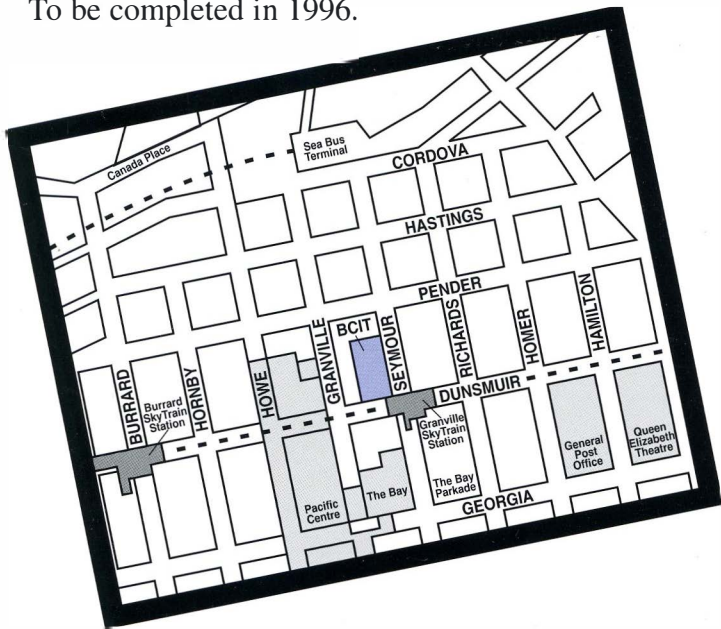 To be completed in 1996.
Canada Place
Sea Bus
Terminal
CORDOVA
HASTINGS
PENDER
BURRARD
Burrard
SkyTrain
Station
HORNBY
HOWE
GRANVILLE
BCIT
SEYMOUR
RICHARDS
HOMER
HAMILTON
DUNSMUIR
Granville
SkyTrain
Station
Pacific
Centre
The Bay
The Bay
Parkade
General
Post
Office
Queen
Elizabeth
Theatre
GEORGIA